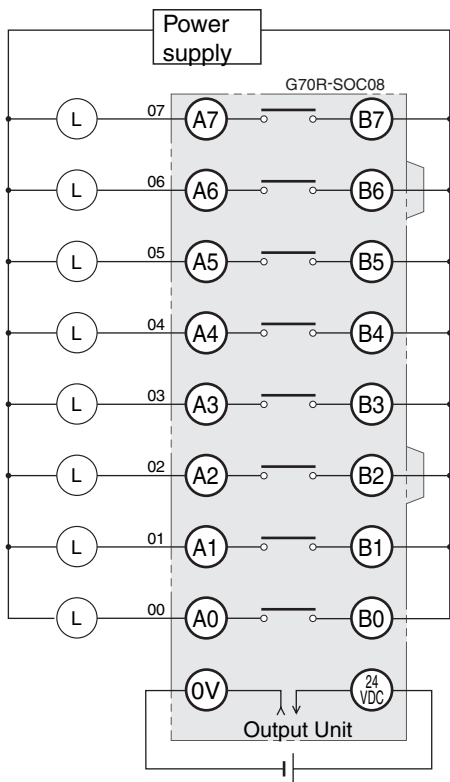 Power
supply
G70R-SOC08
L 07 A7 B7
L 06 A6 B6
L 05 A5 B5
L 04 A4 B4
L 03 A3 B3
L 02 A2 B2
L 01 A1 B1
L 00 A0 B0
0V 24
VDC
Output Unit